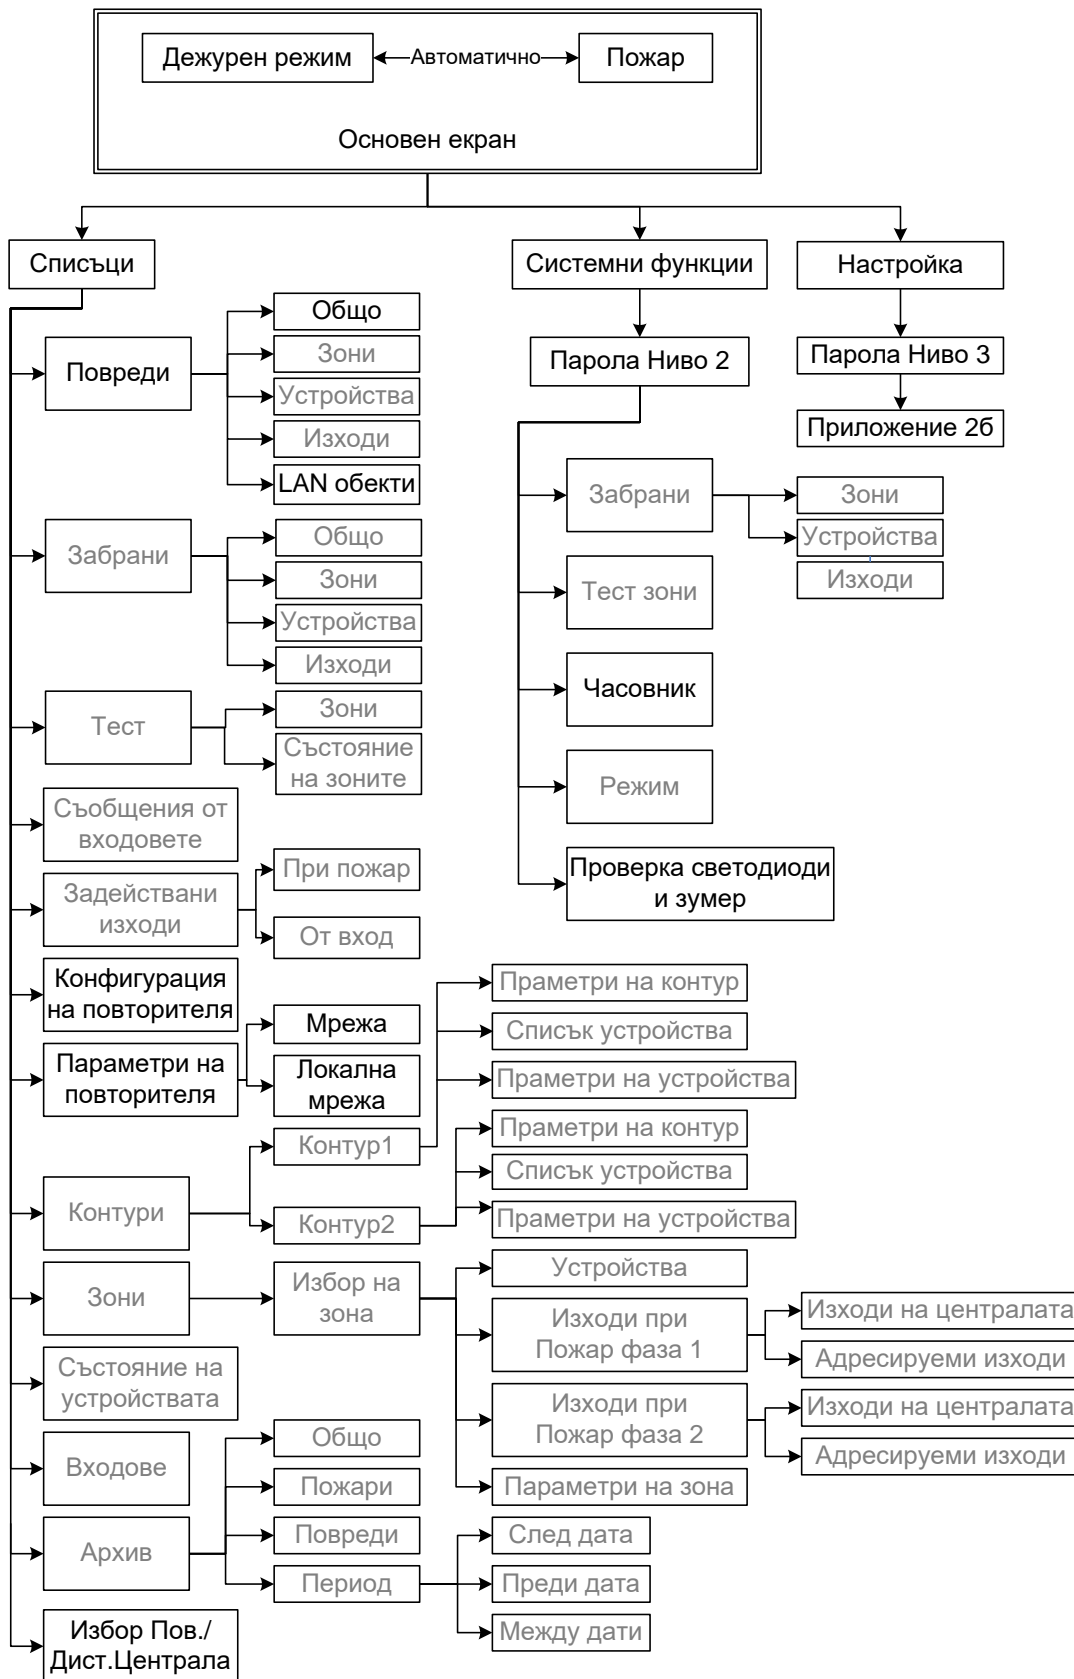 Дежурен режим
Автоматично
Пожар
Основен екран
Списъци
Системни функции
Настройка
Повреди
Общо
Зони
Устройства
Изходи
LAN обекти
Парола Ниво 2
Парола Ниво 3
Приложение 2б
Забрани
Общо
Зони
Устройства
Изходи
Забрани
Зони
Устройства
Изходи
Тест зони
Часовник
Режим
Проверка светодиоди
и зумер
Тест
Зони
Състояние
на зоните
Съобщения от
входовете
Задействани
изходи
При пожар
От вход
Конфигурация
на повторителя
Параметри на
повторителя
Мрежа
Локална
мрежа
Контури
Контур1
Праметри на контур
Списък устройства
Праметри на устройства
Контур2
Праметри на контур
Списък устройства
Праметри на устройства
Зони
Избор на
зона
Устройства
Изходи при
Пожар фаза 1
Изходи на централата
Адресируеми изходи
Изходи при
Пожар фаза 2
Изходи на централата
Адресируеми изходи
Параметри на зона
Състояние на
устройствата
Входове
Архив
Общо
Пожари
Повреди
Период
След дата
Преди дата
Между дати
Избор Пов./
Дист.Централа